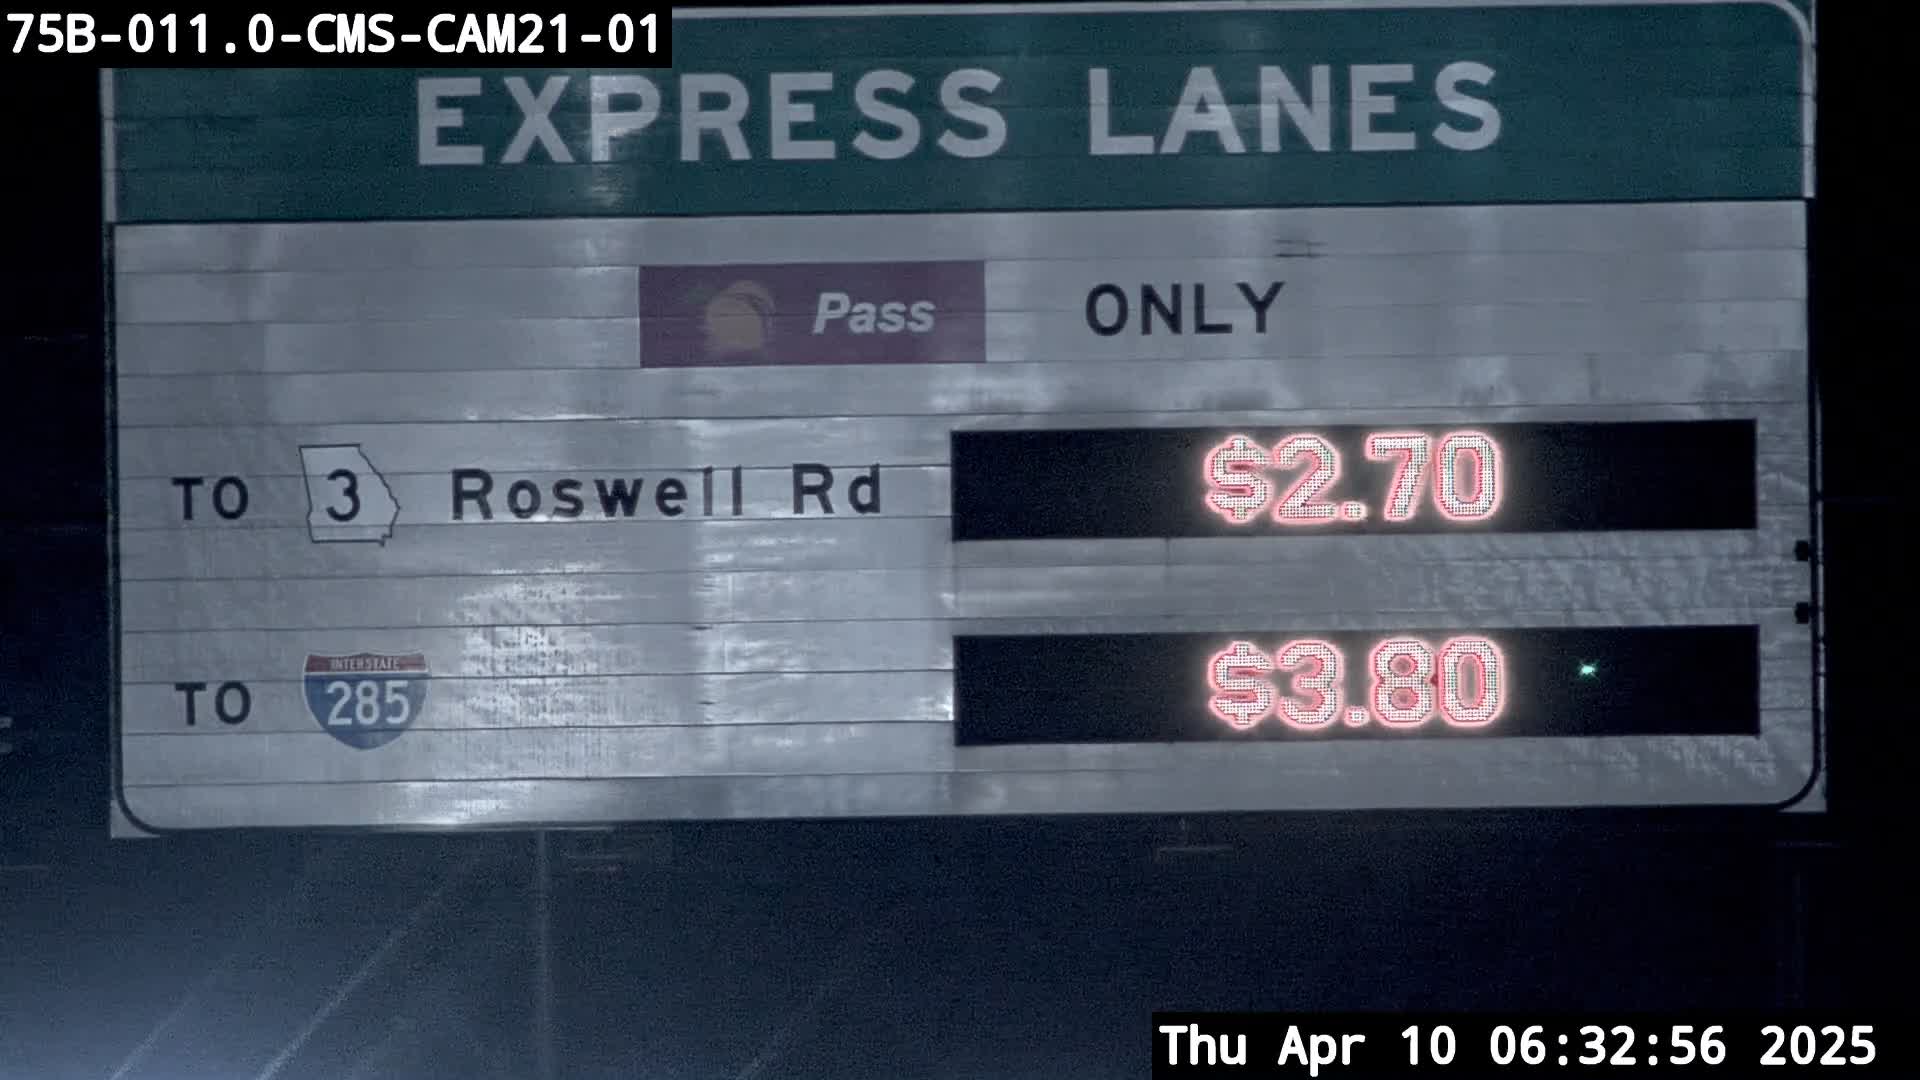 75B-011.0-CMS-CAM21-01
EXPRESS LANES
Pass ONLY
TO 3 Roswell Rd $2.70
TO INTERSTATE 285 $3.80
Thu Apr 10 06:32:56 2025